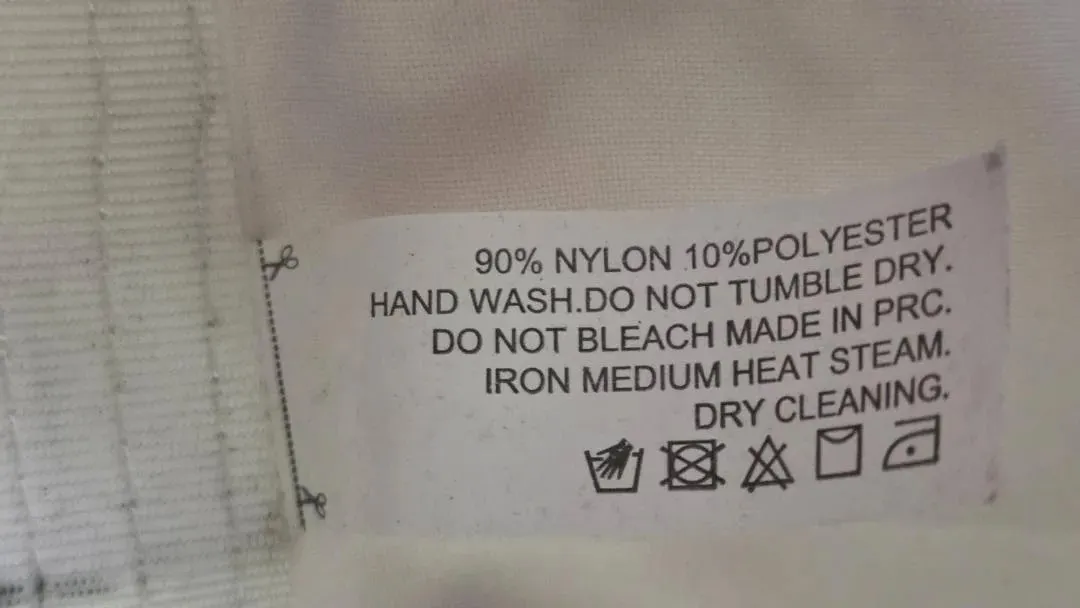 90% NYLON 10%POLYESTER
HAND WASH.DO NOT TUMBLE DRY.
DO NOT BLEACH MADE IN PRC.
IRON MEDIUM HEAT STEAM.
DRY CLEANING.